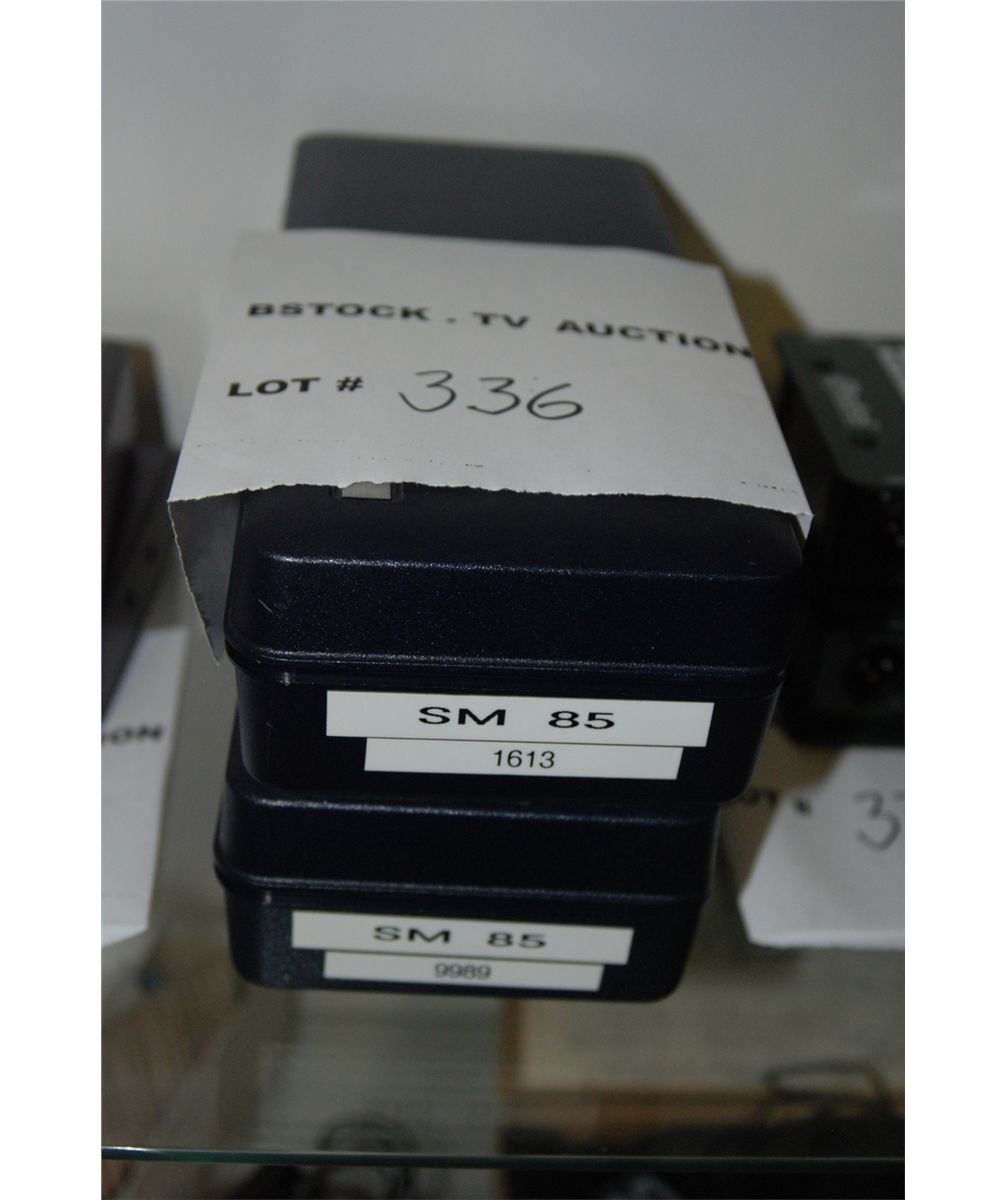 BSTOCK . TV AUCTION
LOT # 336
SM 85
1613
SM 85
9989